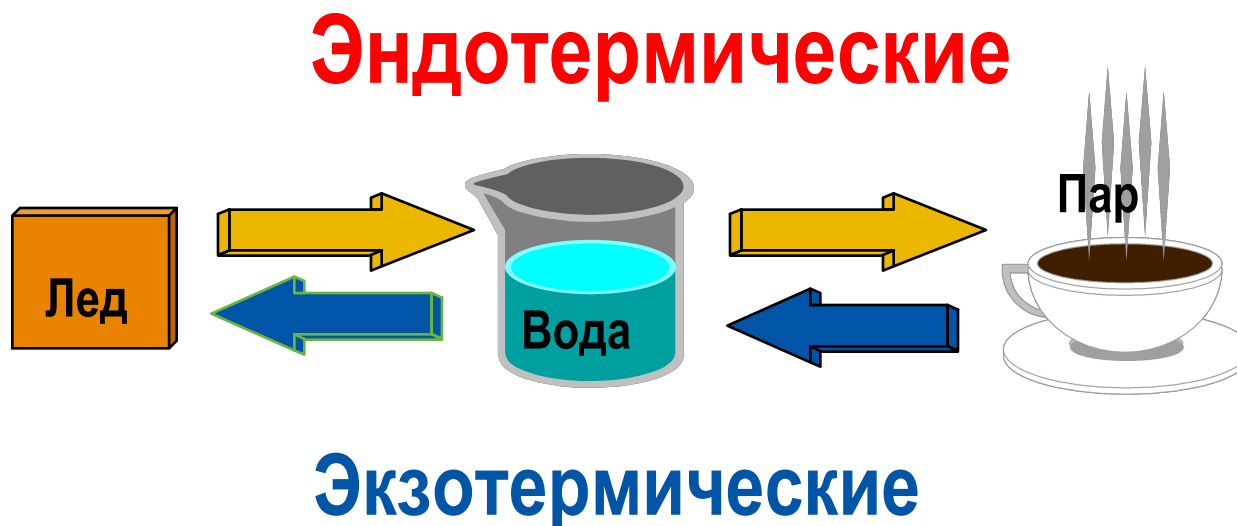 Эндотермические
Пар
Лед
Вода
Экзотермические